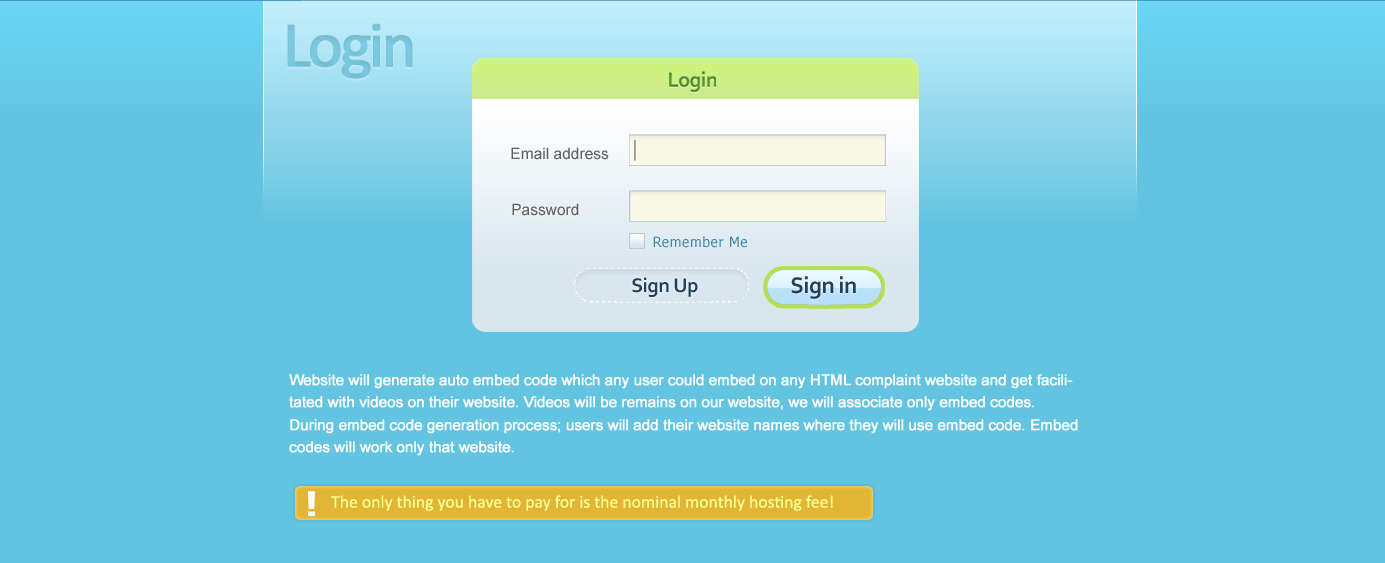 Login
Login
Email address
Password
Remember Me
Sign Up
Sign in
Website will generate auto embed code which any user could embed on any HTML complaint website and get facili-
tated with videos on their website. Videos will be remains on our website, we will associate only embed codes.
During embed code generation process; users will add their website names where they will use embed code. Embed
codes will work only that website.
! The only thing you have to pay for is the nominal monthly hosting fee!